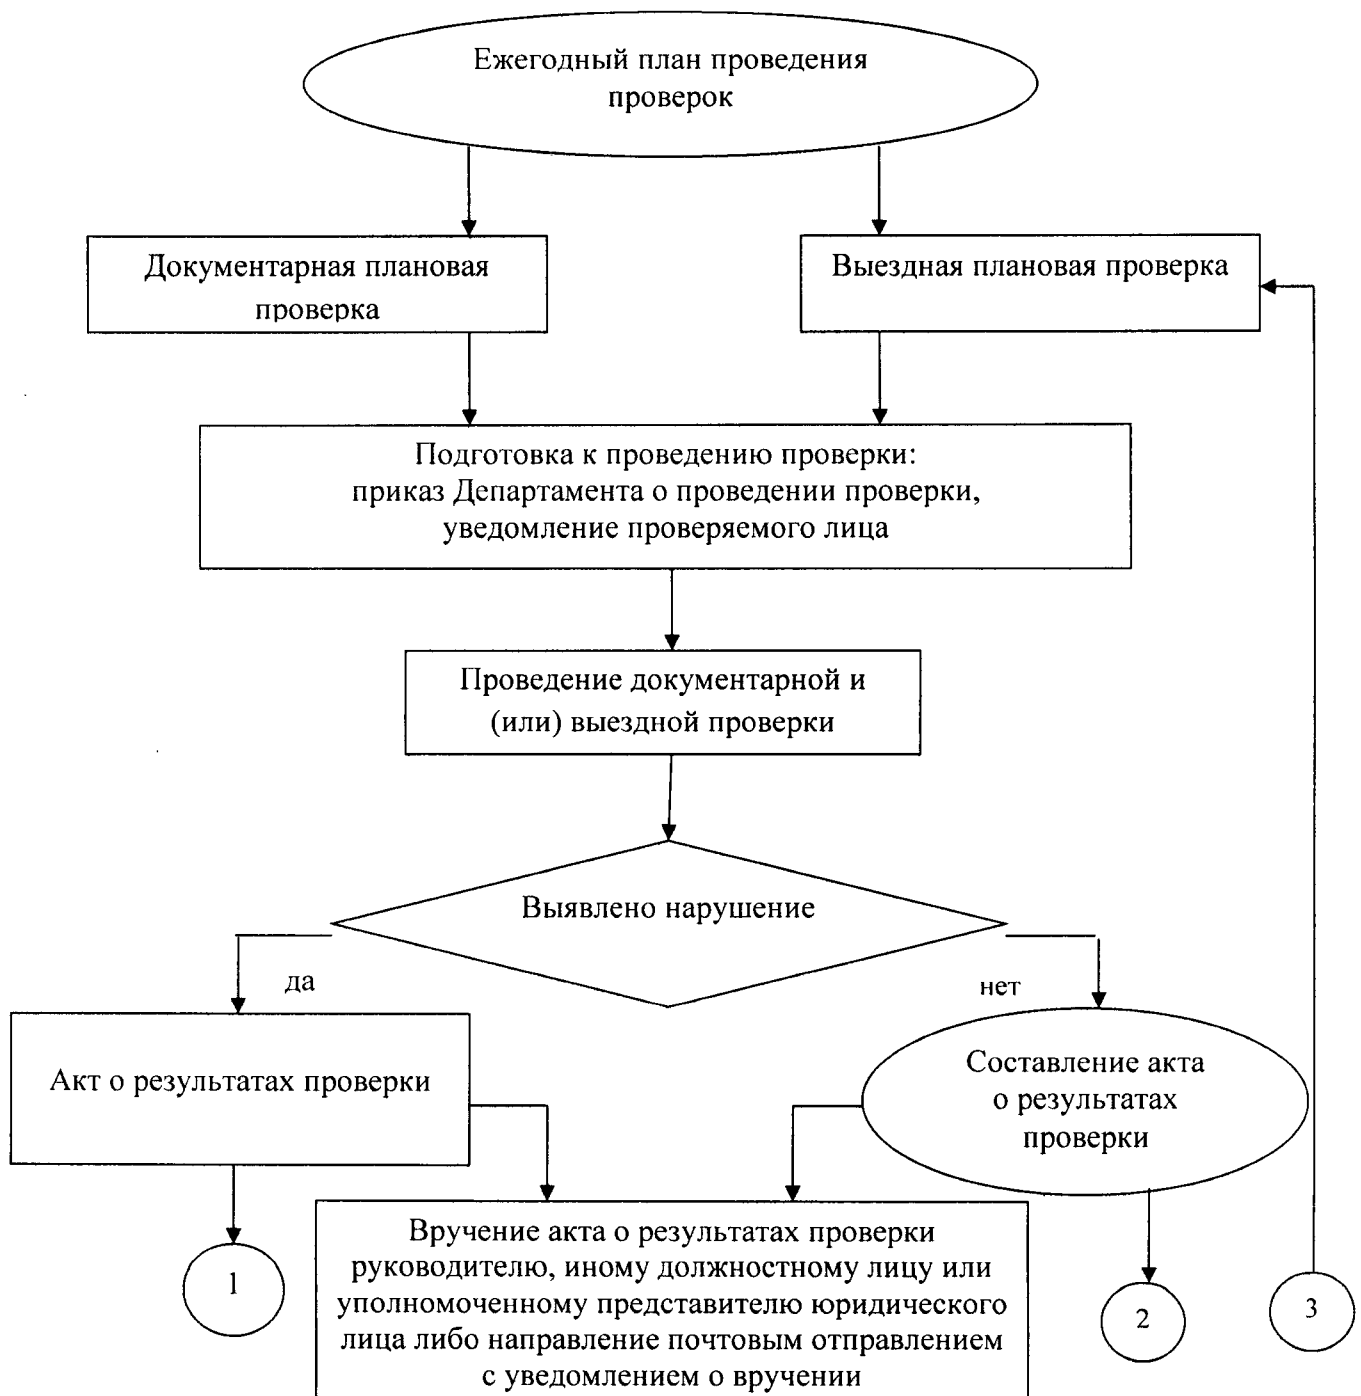 Ежегодный план проведения
проверок
Документарная плановая
проверка
Выездная плановая проверка
Подготовка к проведению проверки:
приказ Департамента о проведении проверки,
уведомление проверяемого лица
Проведение документарной и
(или) выездной проверки
Выявлено нарушение
да
нет
Акт о результатах проверки
Составление акта
о результатах
проверки
Вручение акта о результатах проверки
руководителю, иному должностному лицу или
уполномоченному представителю юридического
лица либо направление почтовым отправлением
с уведомлением о вручении
1
2
3